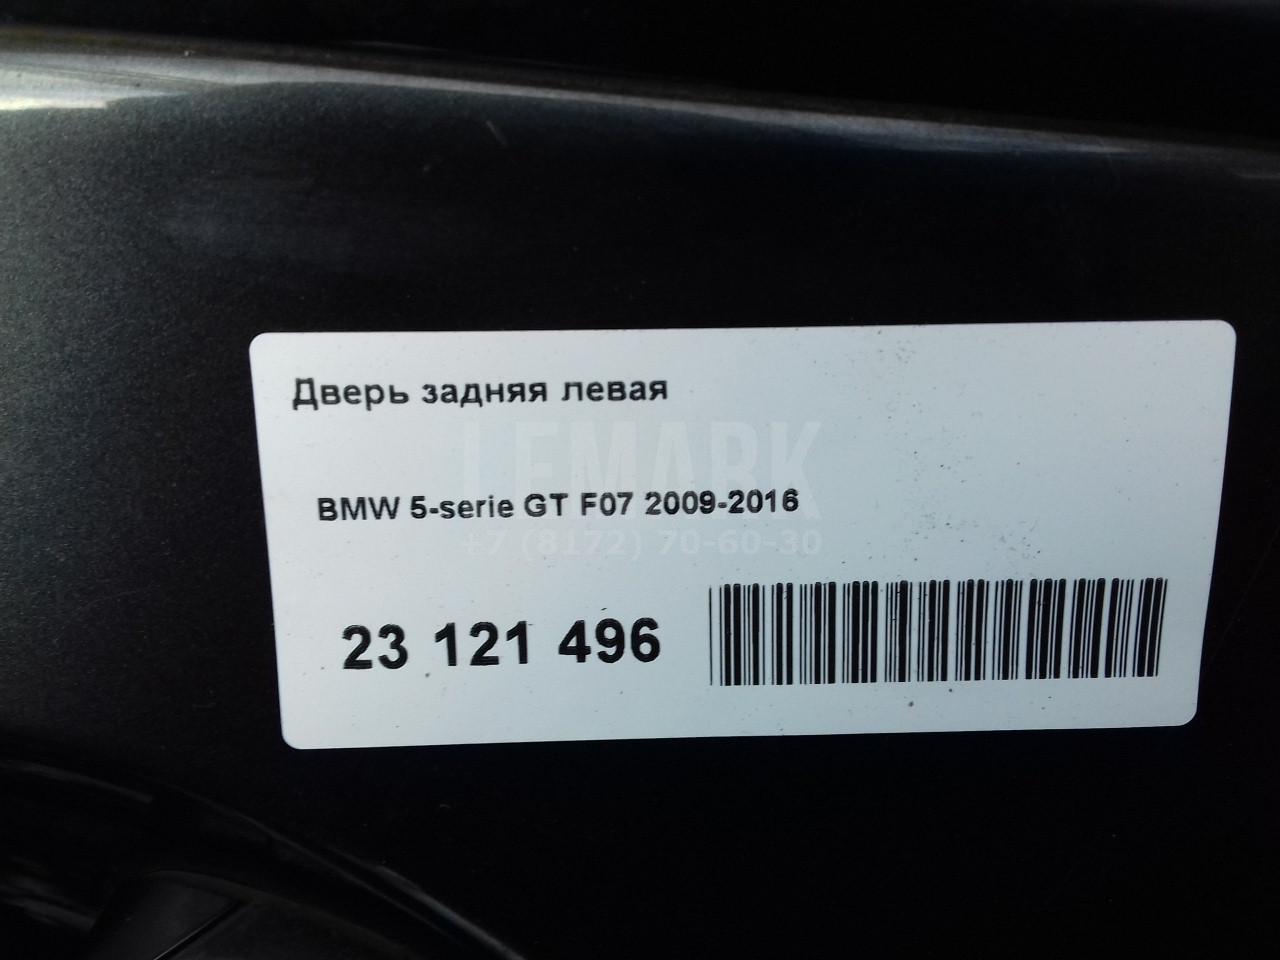 Дверь задняя левая
LEMARK
BMW 5-serie GT F07 2009-2016
+7 (8172) 70-60-30
23 121 496